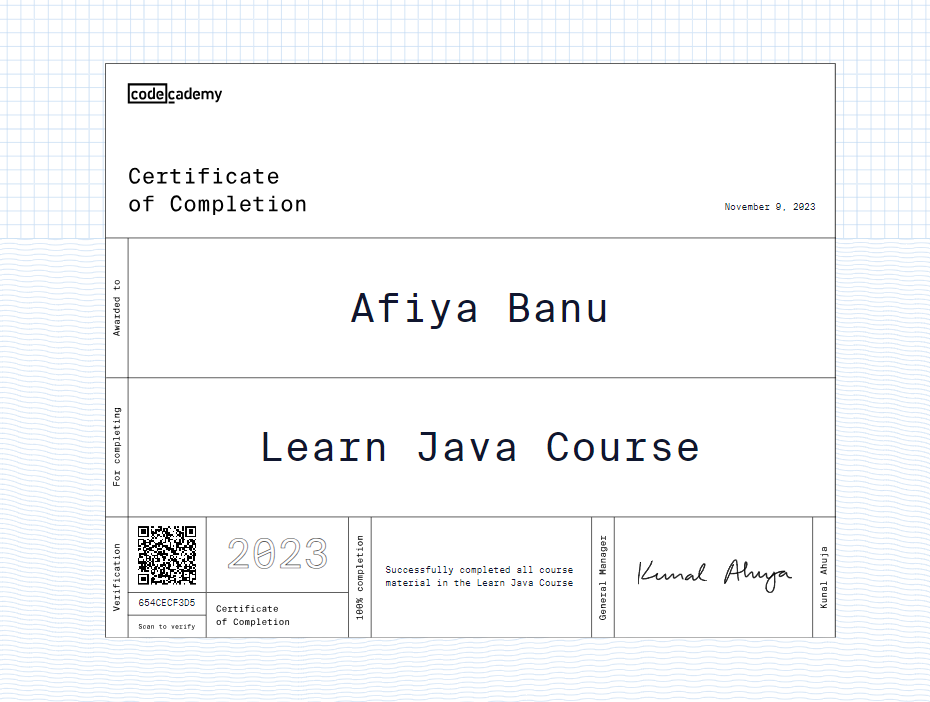 codecademy
Certificate
of Completion
November 9, 2023
Awarded to
Afiya Banu
For completing
Learn Java Course
Verification
654CECF3D5
Scan to verify
2023
Certificate
of Completion
100% completion
Successfully completed all course
material in the Learn Java Course
General Manager
Kunal Ahuja
Kunal Ahuja